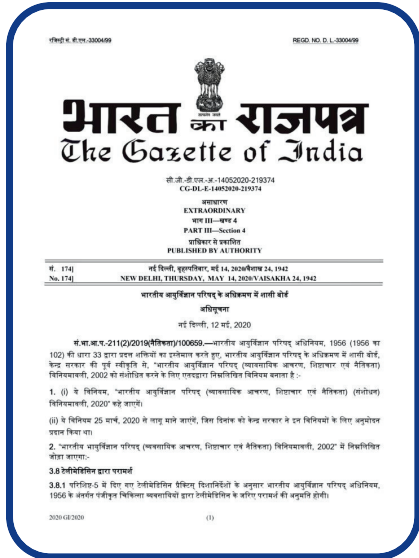 रजिस्ट्री सं. डी.एल.-33004/99
REGD. NO. D. L.-33004/99
भारत का राजपत्र
The Gazette of India
सी.जी.-डी.एल.-अ.-14052020-219374
CG-DL-E-14052020-219374
असाधारण
EXTRAORDINARY
भाग III—खण्ड 4
PART III—Section 4
प्राधिकार से प्रकाशित
PUBLISHED BY AUTHORITY
सं. 174] नई दिल्ली, बृहस्पतिवार, मई 14, 2020/वैशाख 24, 1942
No. 174] NEW DELHI, THURSDAY, MAY 14, 2020/VAISAKHA 24, 1942
भारतीय आयुर्विज्ञान परिषद् के अधिक्रमण में शासी बोर्ड
अधिसूचना
नई दिल्ली, 12 मई, 2020
सं.भा.आ.प.-211(2)/2019(नैतिकता)/100659.—भारतीय आयुर्विज्ञान परिषद् अधिनियम, 1956 (1956 का
102) की धारा 33 द्वारा प्रदत्त शक्तियों का इस्तेमाल करते हुए, भारतीय आयुर्विज्ञान परिषद् के अधिक्रमण में शासी बोर्ड,
केन्द्र सरकार की पूर्व स्वीकृति से, "भारतीय आयुर्विज्ञान परिषद् (व्यवसायिक आचरण, शिष्टाचार एवं नैतिकता)
विनियमावली, 2002 को संशोधित करने के लिए एतदद्वारा निम्नलिखित विनियम बनाता है :-
1. (i) ये विनियम, "भारतीय आयुर्विज्ञान परिषद् (व्यावसायिक आचरण, शिष्टाचार एवं नैतिकता) (संशोधन)
विनियमावली, 2020" कहे जाएगें।
(ii) ये विनियम 25 मार्च, 2020 से लागू माने जाएगें, जिस दिनांक को केन्द्र सरकार ने इन विनियमों के लिए अनुमोदन
प्रदान किया था।
2. "भारतीय आयुर्विज्ञान परिषद् (व्यावसायिक आचरण, शिष्टाचार एवं नैतिकता) विनियमावली, 2002" में निम्नलिखित
जोड़ा जाएगा:-
3.8 टेलीमेडिसिन द्वारा परामर्श
3.8.1 परिशिष्ट-5 में दिए गए टेलीमेडिसिन प्रैक्टिस दिशानिर्देशों के अनुसार भारतीय आयुर्विज्ञान परिषद् अधिनियम,
1956 के अंतर्गत पंजीकृत चिकित्सा व्यवसायियों द्वारा टेलीमेडिसिन के जरिए परामर्श की अनुमति होगी।
2020 GI/2020
(1)